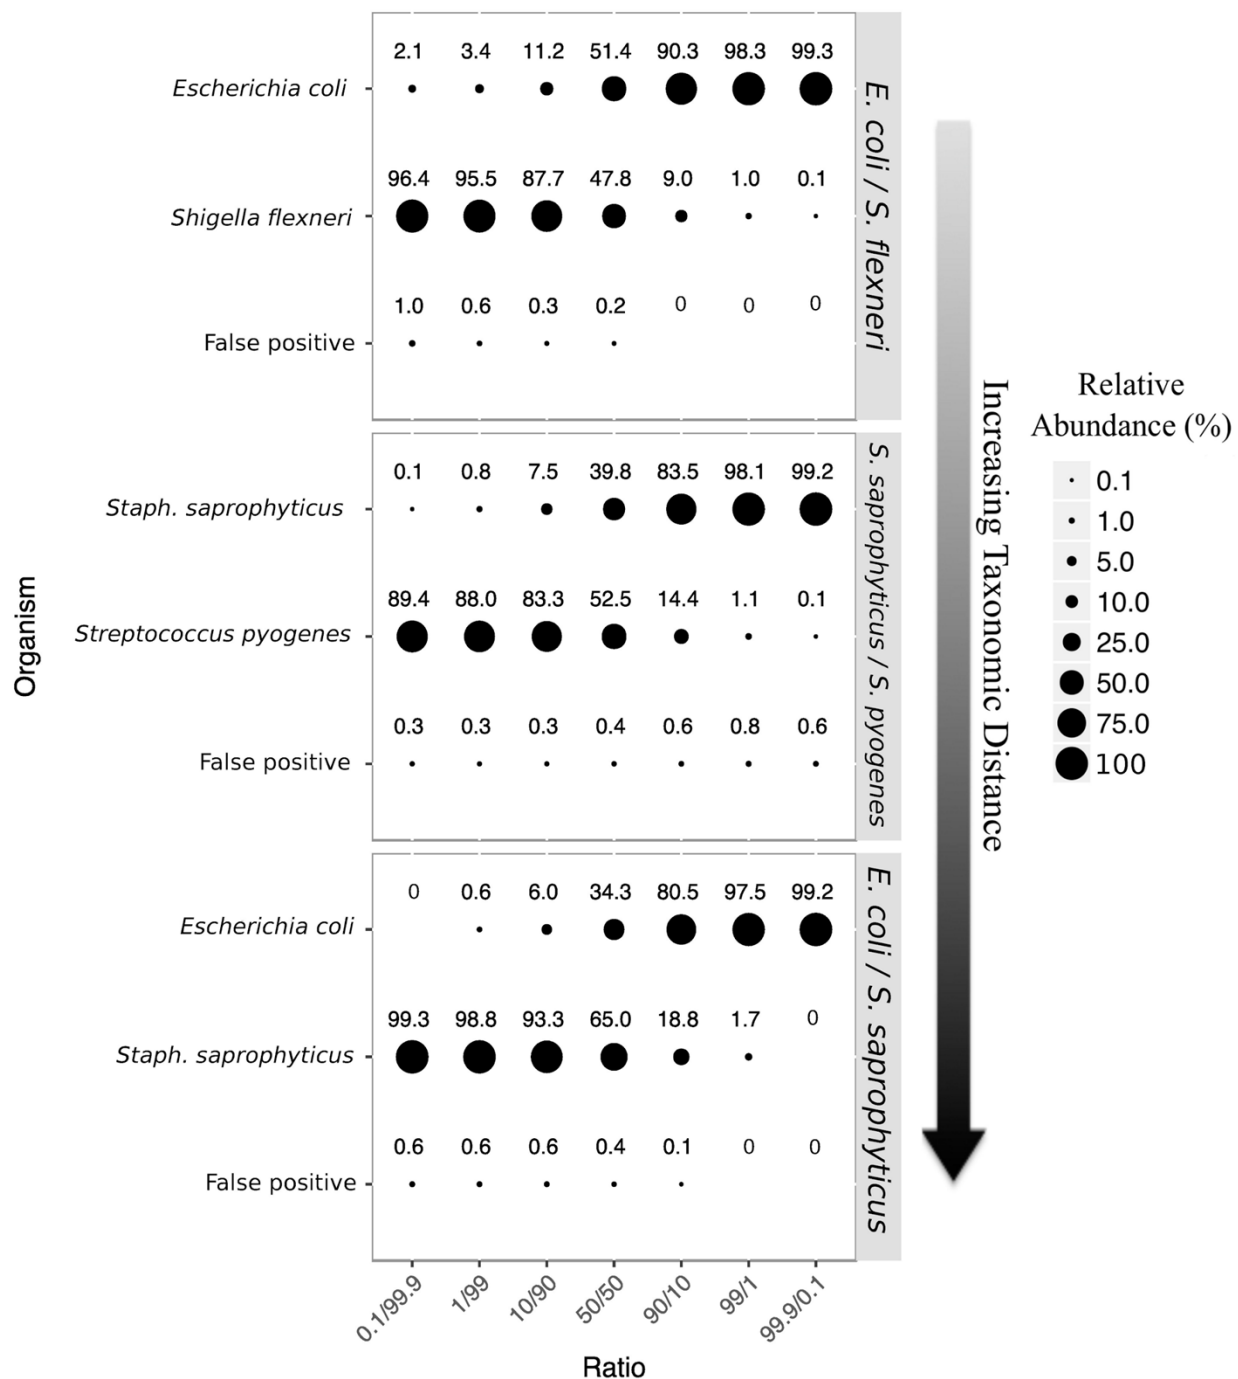 2.1 3.4 11.2 51.4 90.3 98.3 99.3
Escherichia coli
96.4 95.5 87.7 47.8 9.0 1.0 0.1
Shigella flexneri
1.0 0.6 0.3 0.2 0 0 0
False positive
E. coli / S. flexneri
0.1 0.8 7.5 39.8 83.5 98.1 99.2
Staph. saprophyticus
89.4 88.0 83.3 52.5 14.4 1.1 0.1
Streptococcus pyogenes
0.3 0.3 0.3 0.4 0.6 0.8 0.6
False positive
S. saprophyticus / S. pyogenes
0 0.6 6.0 34.3 80.5 97.5 99.2
Escherichia coli
99.3 98.8 93.3 65.0 18.8 1.7 0
Staph. saprophyticus
0.6 0.6 0.6 0.4 0.1 0 0
False positive
E. coli / S. saprophyticus
0.1/99.9 1/99 10/90 50/50 90/10 99/1 99.9/0.1
Ratio
Organism
Increasing Taxonomic Distance
Relative
Abundance (%)
0.1
1.0
5.0
10.0
25.0
50.0
75.0
100